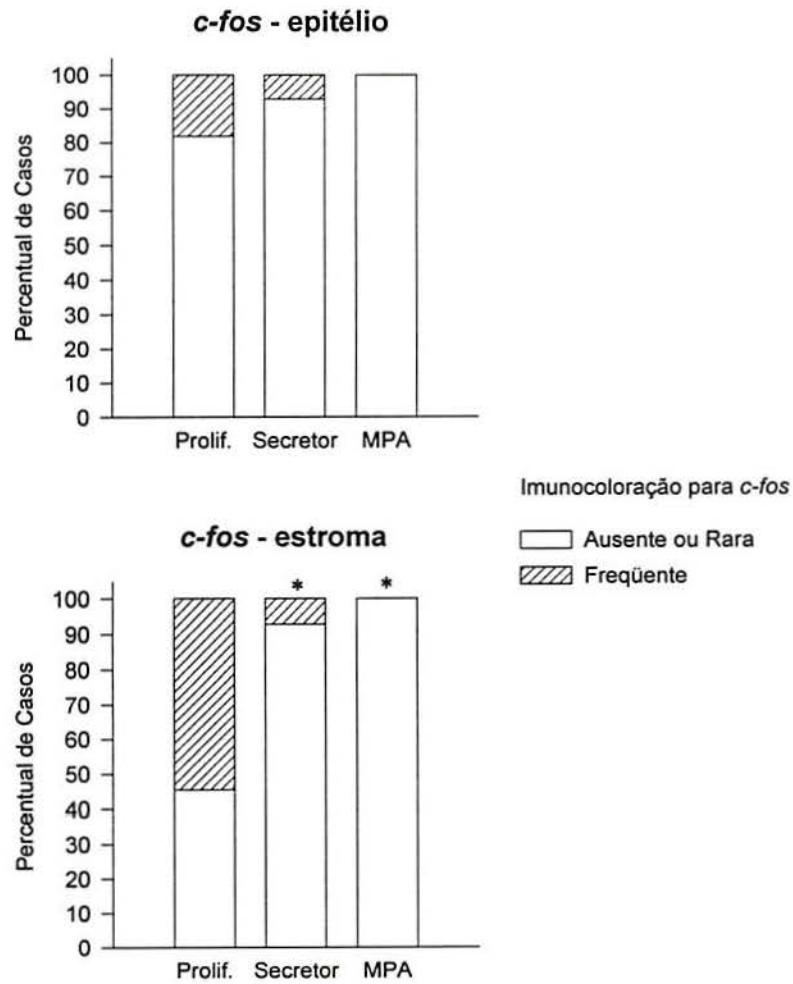 c-fos - epitélio
Percentual de Casos
100
90
80
70
60
50
40
30
20
10
0
Prolif. Secretor MPA
Imunocoloração para c-fos
Ausente ou Rara
Freqüente
c-fos - estroma
* *
Percentual de Casos
100
90
80
70
60
50
40
30
20
10
0
Prolif. Secretor MPA